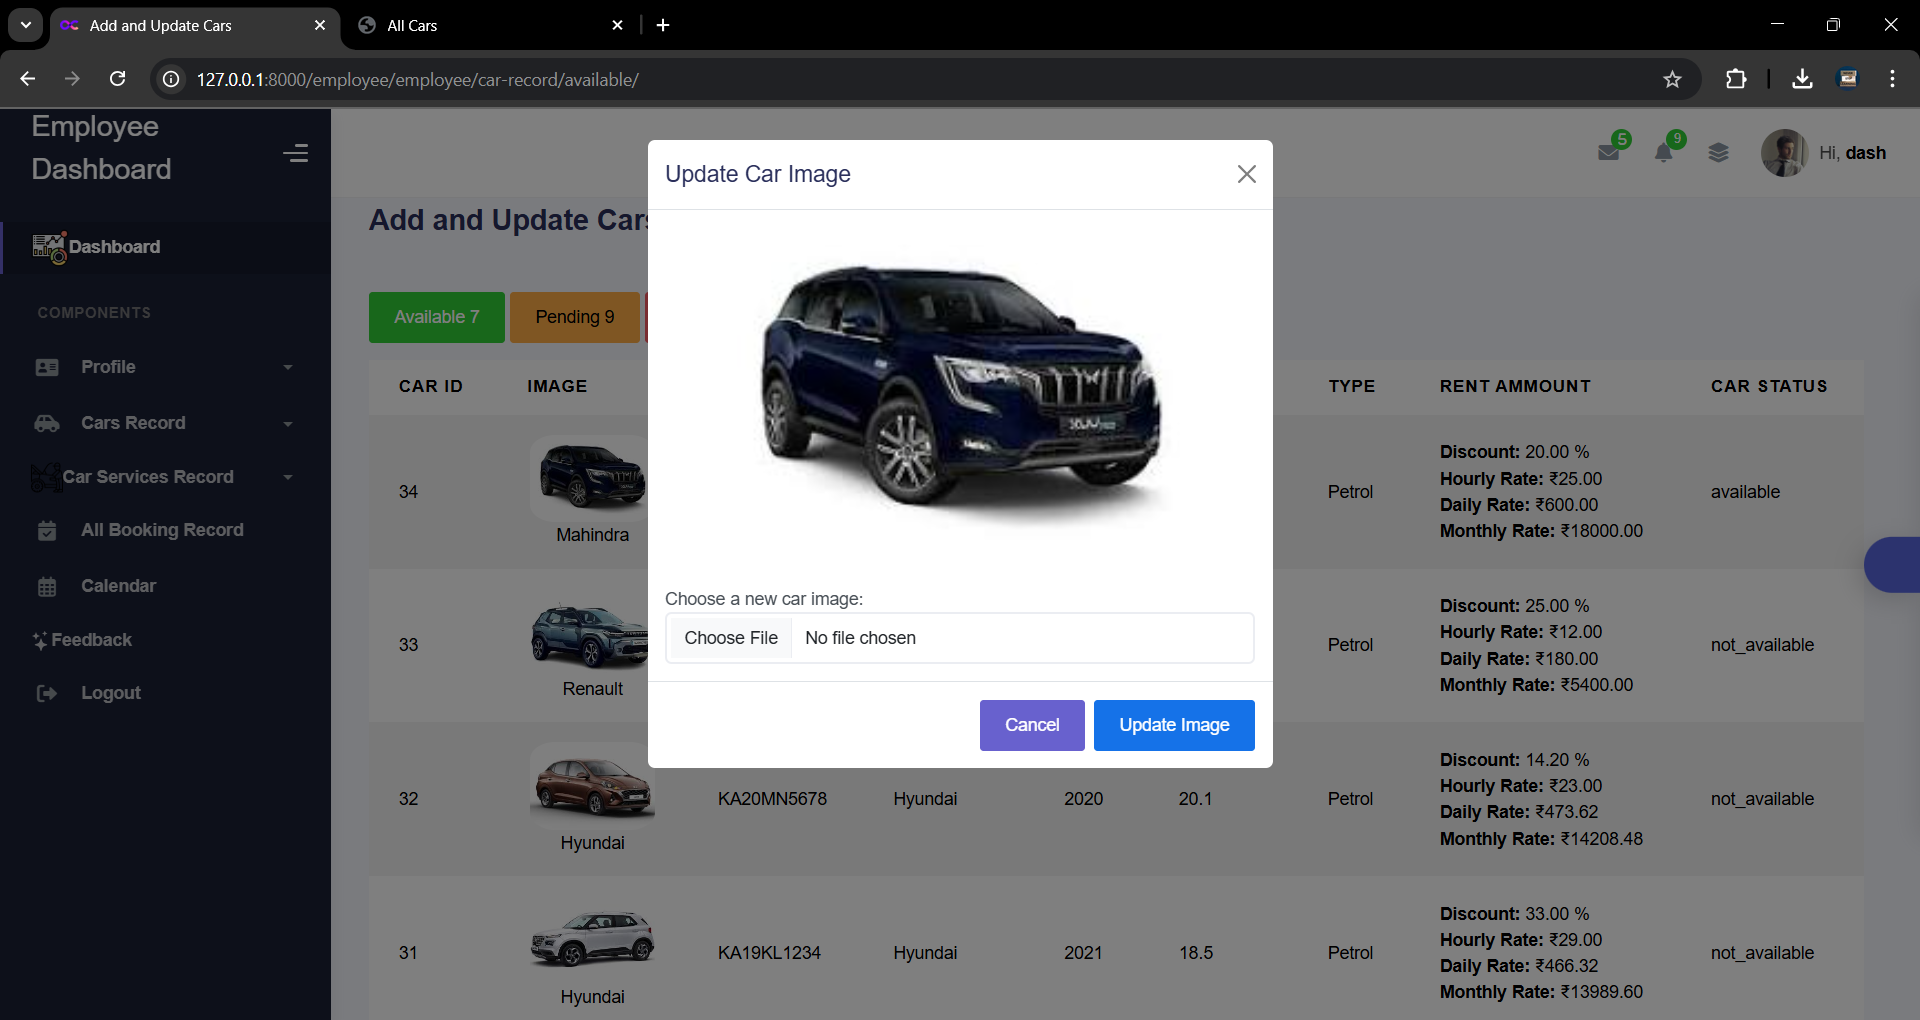 Add and Update Cars
All Cars
127.0.0.1:8000/employee/employee/car-record/available/
Employee
Dashboard
5
9
Hi, dash
Dashboard
COMPONENTS
Profile
Cars Record
Car Services Record
All Booking Record
Calendar
Feedback
Logout
Add and Update Cars
Available 7
Pending 9
CAR ID IMAGE TYPE RENT AMMOUNT CAR STATUS
34
Mahindra
Petrol
Discount: 20.00 %
Hourly Rate: ₹25.00
Daily Rate: ₹600.00
Monthly Rate: ₹18000.00
available
33
Renault
Petrol
Discount: 25.00 %
Hourly Rate: ₹12.00
Daily Rate: ₹180.00
Monthly Rate: ₹5400.00
not_available
32
Hyundai
KA20MN5678 Hyundai 2020 20.1 Petrol
Discount: 14.20 %
Hourly Rate: ₹23.00
Daily Rate: ₹473.62
Monthly Rate: ₹14208.48
not_available
31
Hyundai
KA19KL1234 Hyundai 2021 18.5 Petrol
Discount: 33.00 %
Hourly Rate: ₹29.00
Daily Rate: ₹466.32
Monthly Rate: ₹13989.60
not_available
Update Car Image
Choose a new car image:
Choose File No file chosen
Cancel
Update Image